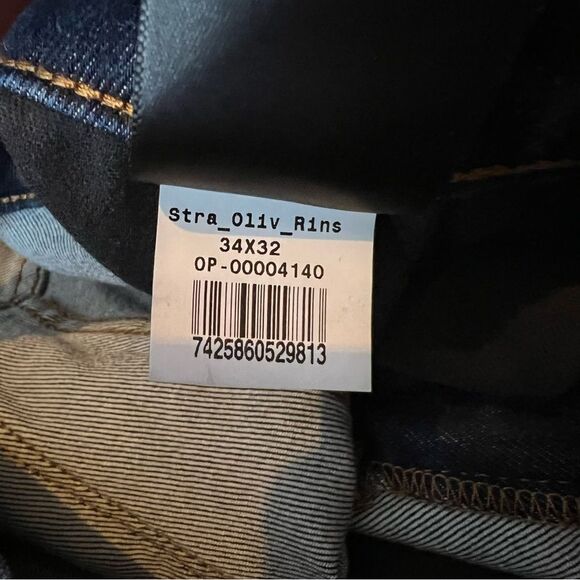 Stra_Oliv_Rins
34X32
OP-00004140
7425860529813